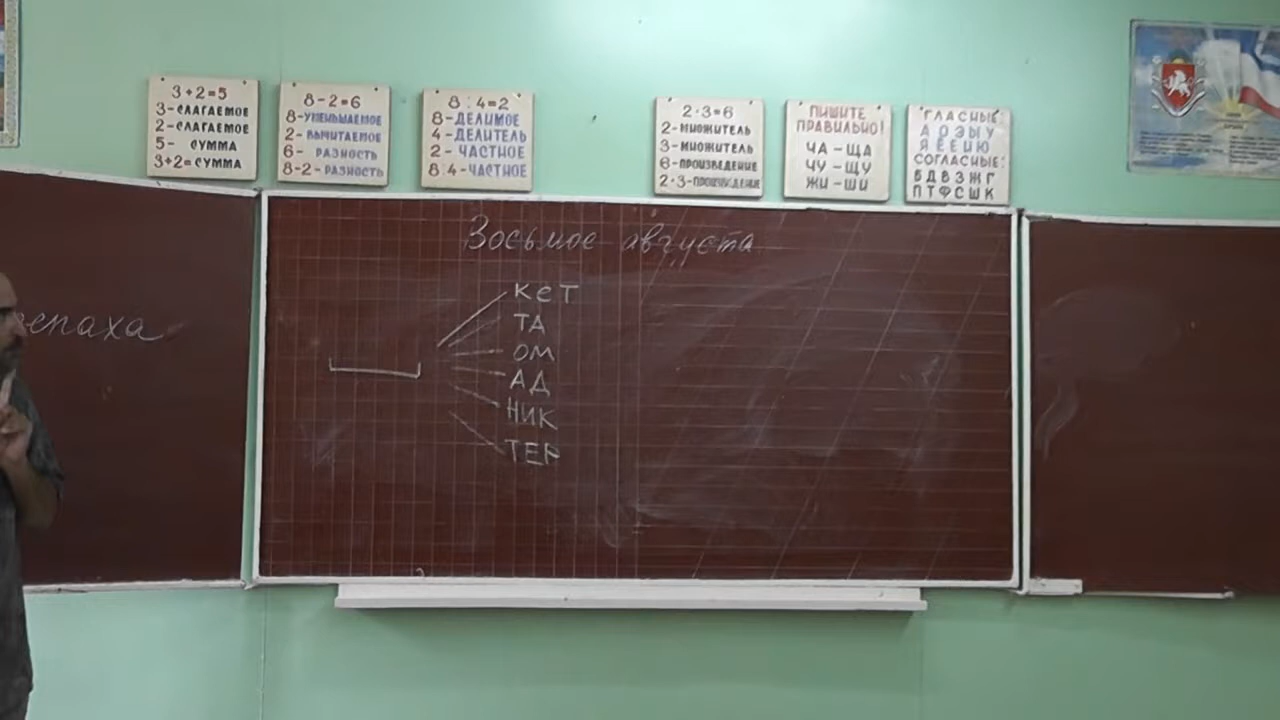 3+2=5
3-СЛАГАЕМОЕ
2-СЛАГАЕМОЕ
5- СУММА
3+2=СУММА
8-2=6
8-УМЕНЬШАЕМОЕ
2-ВЫЧИТАЕМОЕ
6- РАЗНОСТЬ
8-2-РАЗНОСТЬ
8:4=2
8-ДЕЛИМОЕ
4-ДЕЛИТЕЛЬ
2-ЧАСТНОЕ
8:4-ЧАСТНОЕ
2·3=6
2-МНОЖИТЕЛЬ
3-МНОЖИТЕЛЬ
6-ПРОИЗВЕДЕНИЕ
2·3-ПРОИЗВЕДЕНИЕ
ПИШИТЕ
ПРАВИЛЬНО!
ЧА-ЩА
ЧУ-ЩУ
ЖИ-ШИ
ГЛАСНЫЕ:
А О Э Ы У
Я Ё Е И Ю
СОГЛАСНЫЕ:
Б Д В З Ж Г
П Т Ф С Ш К
Восьмое августа
кет
ТА
ОМ
АД
НИК
ТЕР
епаха